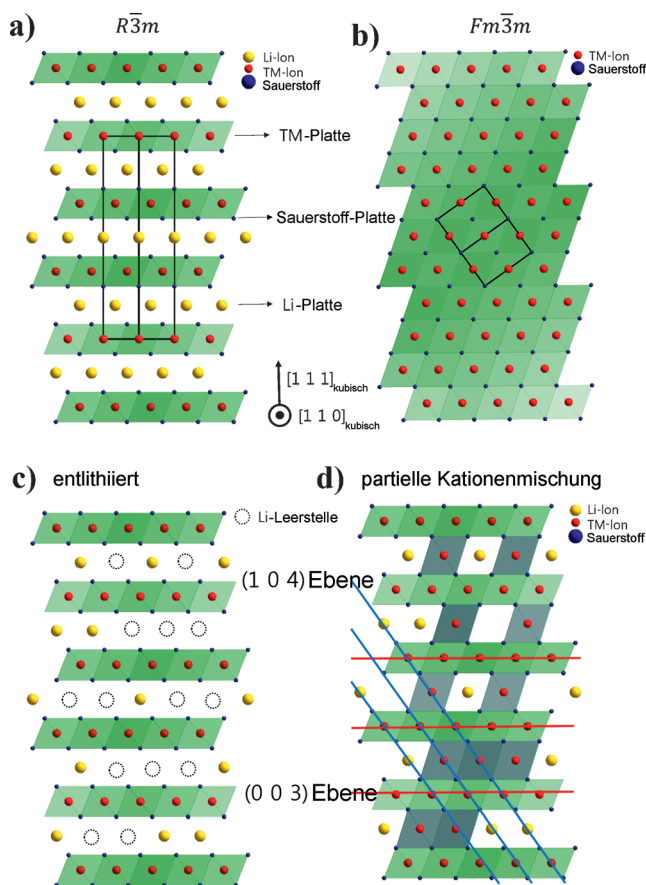 a)
R3̅m
Li-Ion
TM-Ion
Sauerstoff
TM-Platte
Sauerstoff-Platte
Li-Platte
[1 1 1]kubisch
[1 1 0]kubisch
b)
Fm3̅m
TM-Ion
Sauerstoff
c) entlithiiert
Li-Leerstelle
(1 0 4) Ebene
(0 0 3) Ebene
d) partielle Kationenmischung
Li-Ion
TM-Ion
Sauerstoff